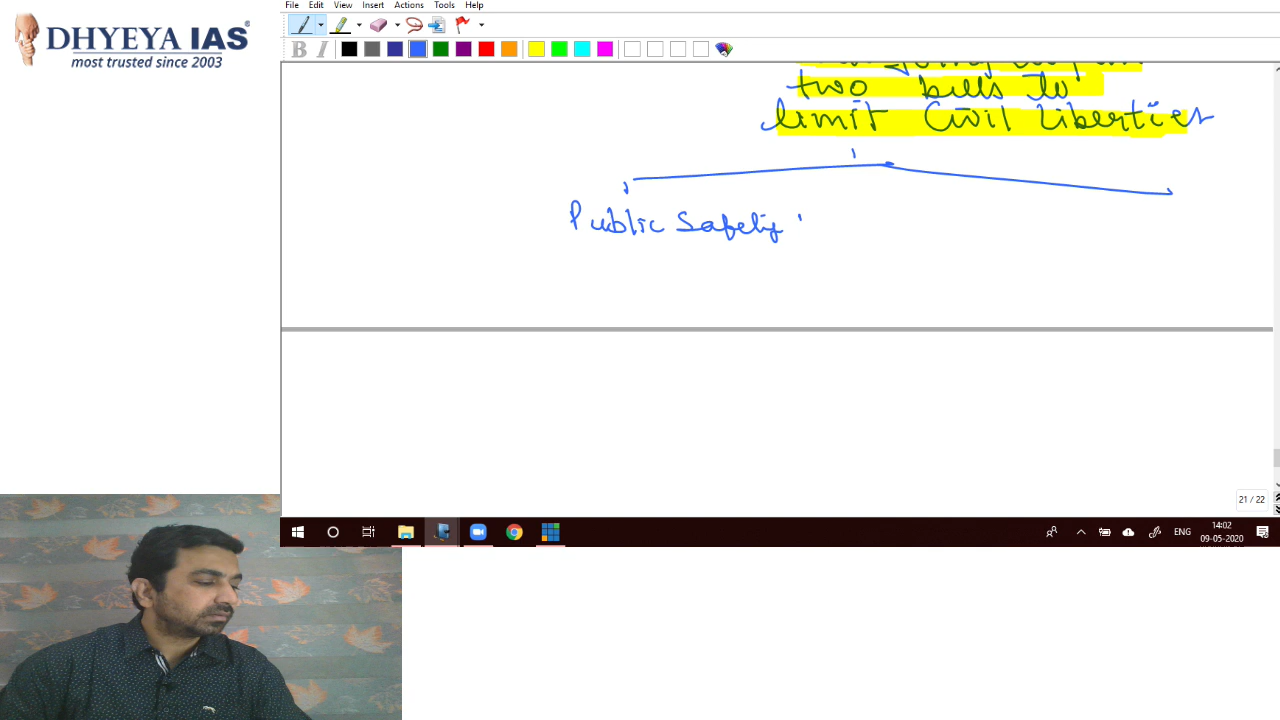 File Edit View Insert Actions Tools Help
DHYEYA IAS®
most trusted since 2003
B I
two bills to
limit Civil Liberties
Public Safety
21 / 22
ENG
14:02
09-05-2020